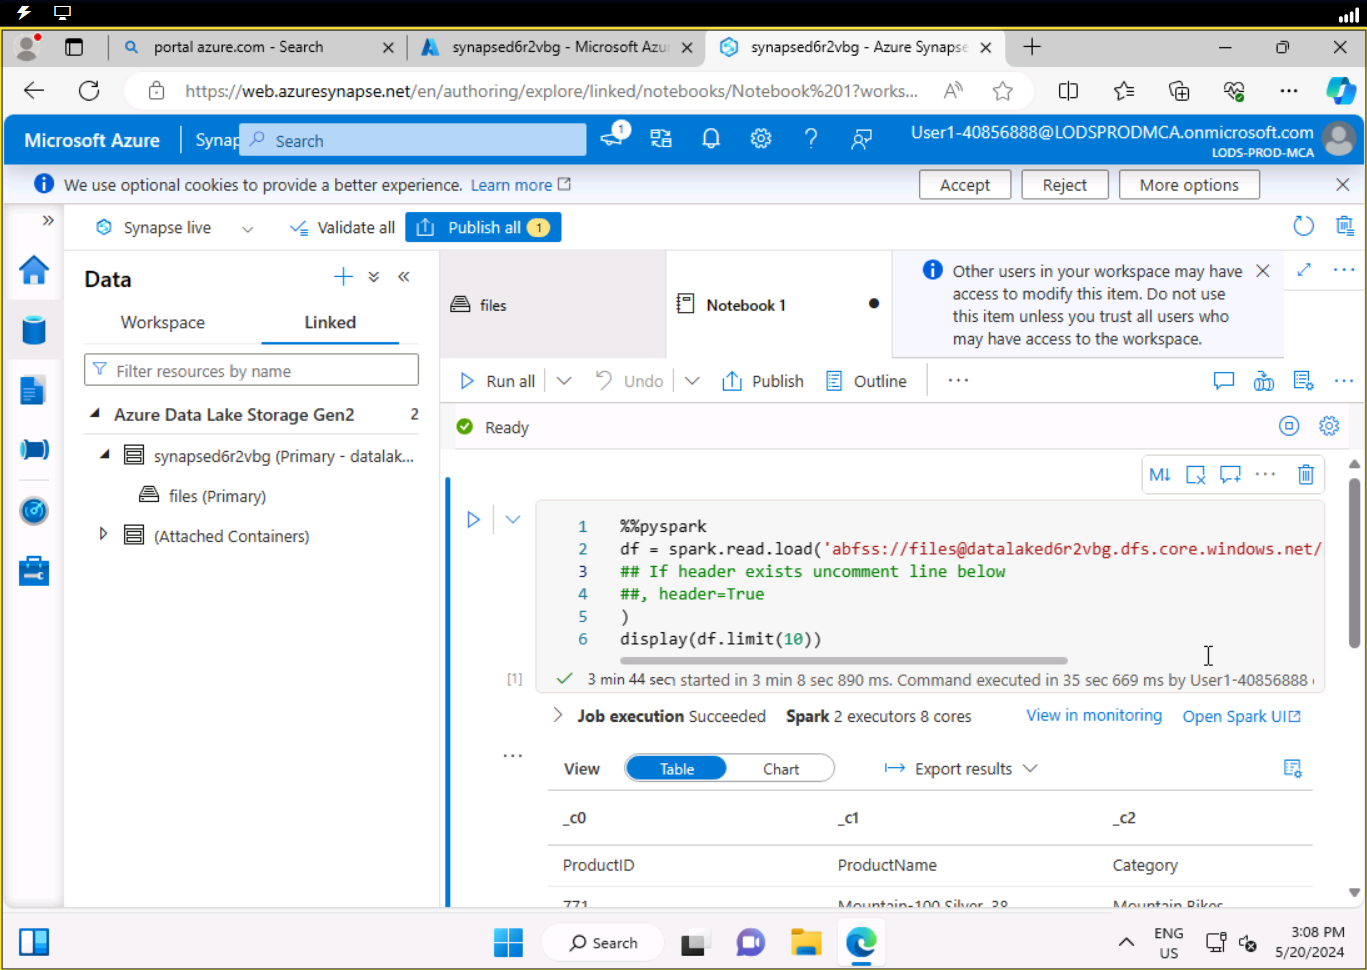 portal azure.com - Search
synapsed6r2vbg - Microsoft Azu
synapsed6r2vbg - Azure Synapse
https://web.azuresynapse.net/en/authoring/explore/linked/notebooks/Notebook%201?works...
Microsoft Azure
Synap
Search
1
User1-40856888@LODSPRODMCA.onmicrosoft.com
LODS-PROD-MCA
We use optional cookies to provide a better experience. Learn more
Accept
Reject
More options
Synapse live
Validate all
Publish all 1
Data
Workspace
Linked
Filter resources by name
Azure Data Lake Storage Gen2 2
synapsed6r2vbg (Primary - datalak...
files (Primary)
(Attached Containers)
files
Notebook 1
Other users in your workspace may have
access to modify this item. Do not use
this item unless you trust all users who
may have access to the workspace.
Run all
Undo
Publish
Outline
Ready
M↓
1 %%pyspark
2 df = spark.read.load('abfss://files@datalaked6r2vbg.dfs.core.windows.net/
3 ## If header exists uncomment line below
4 ##, header=True
5 )
6 display(df.limit(10))
[1]
3 min 44 sec started in 3 min 8 sec 890 ms. Command executed in 35 sec 669 ms by User1-40856888
Job execution Succeeded Spark 2 executors 8 cores
View in monitoring
Open Spark UI
View
Table
Chart
Export results
_c0 _c1 _c2
ProductID ProductName Category
771 Mountain-100 Silver, 38 Mountain Bikes
Search
ENG
US
3:08 PM
5/20/2024